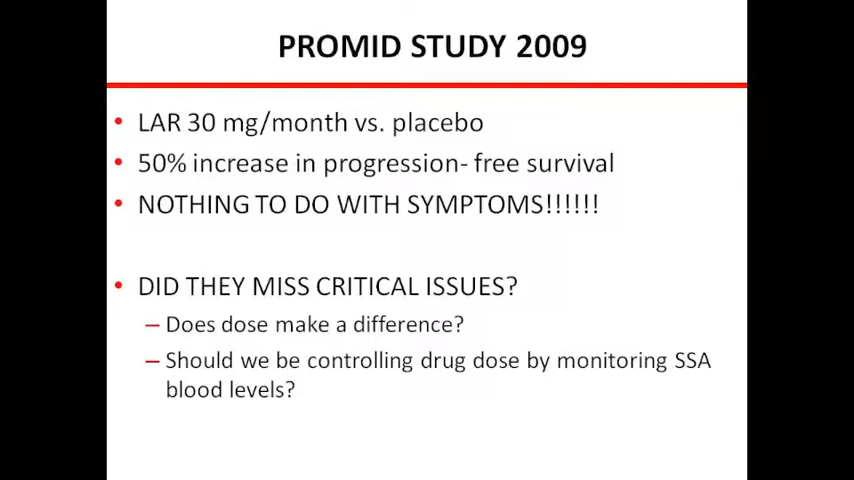 PROMID STUDY 2009
• LAR 30 mg/month vs. placebo
• 50% increase in progression- free survival
• NOTHING TO DO WITH SYMPTOMS!!!!!!
• DID THEY MISS CRITICAL ISSUES?
– Does dose make a difference?
– Should we be controlling drug dose by monitoring SSA
blood levels?